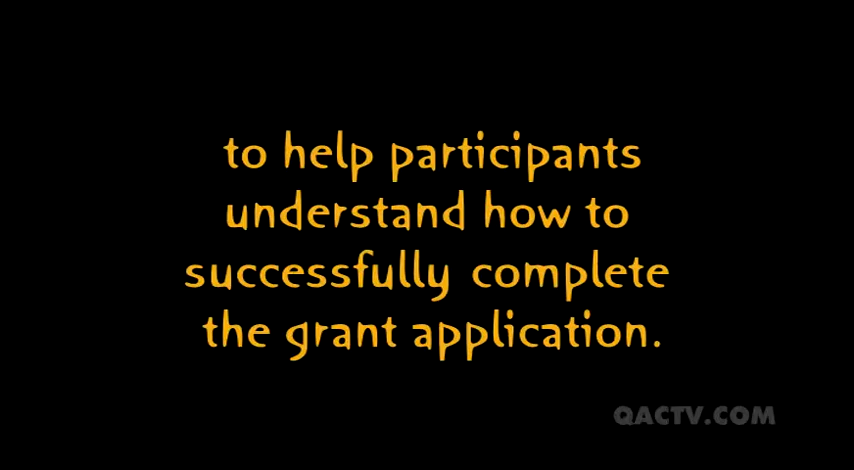 to help participants
understand how to
successfully complete
the grant application.
QACTV.COM